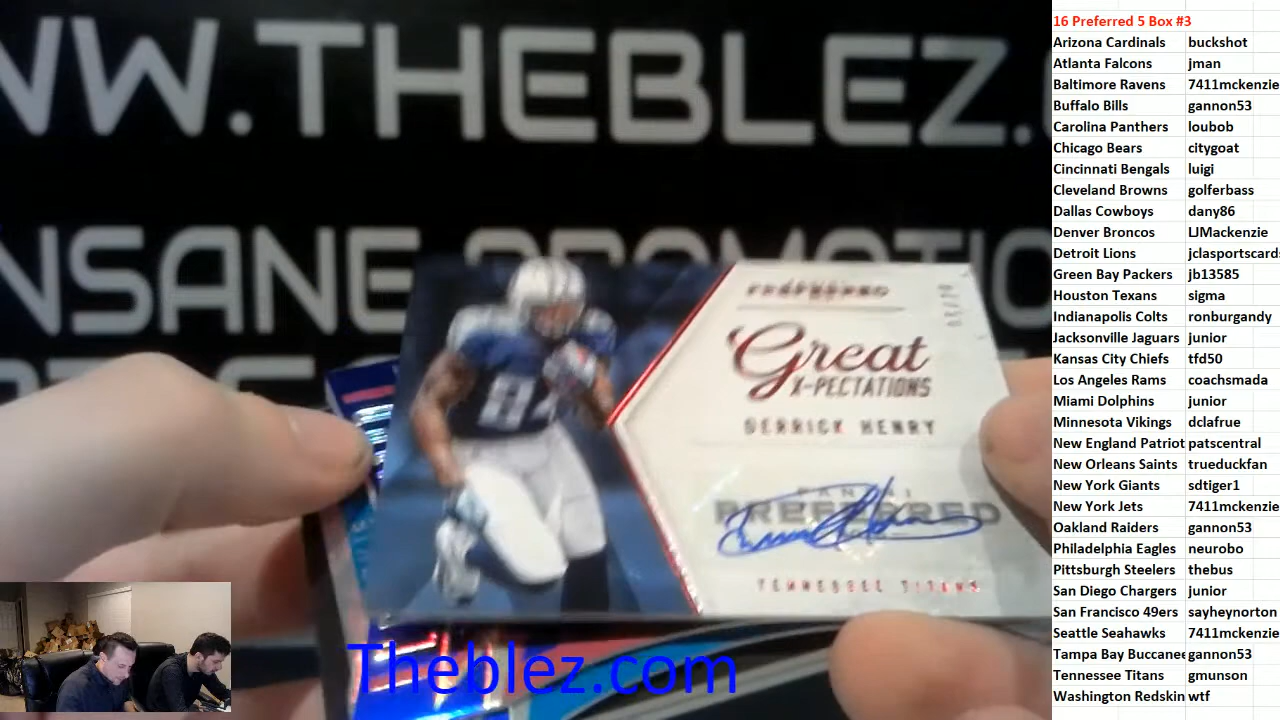 WW.THEBLEZ.
NSANE PROMOTIO
PREFERRED
Great
X-PECTATIONS
DERRICK HENRY
PANINI
PREFERRED
TENNESSEE TITANS
Theblez.com
16 Preferred 5 Box #3
Arizona Cardinals buckshot
Atlanta Falcons jman
Baltimore Ravens 7411mckenzie
Buffalo Bills gannon53
Carolina Panthers loubob
Chicago Bears citygoat
Cincinnati Bengals luigi
Cleveland Browns golferbass
Dallas Cowboys dany86
Denver Broncos LJMackenzie
Detroit Lions jclasportscard
Green Bay Packers jb13585
Houston Texans sigma
Indianapolis Colts ronburgandy
Jacksonville Jaguars junior
Kansas City Chiefs tfd50
Los Angeles Rams coachsmada
Miami Dolphins junior
Minnesota Vikings dclafrue
New England Patriot patscentral
New Orleans Saints trueduckfan
New York Giants sdtiger1
New York Jets 7411mckenzie
Oakland Raiders gannon53
Philadelphia Eagles neurobo
Pittsburgh Steelers thebus
San Diego Chargers junior
San Francisco 49ers sayheynorton
Seattle Seahawks 7411mckenzie
Tampa Bay Buccanee gannon53
Tennessee Titans gmunson
Washington Redskin wtf